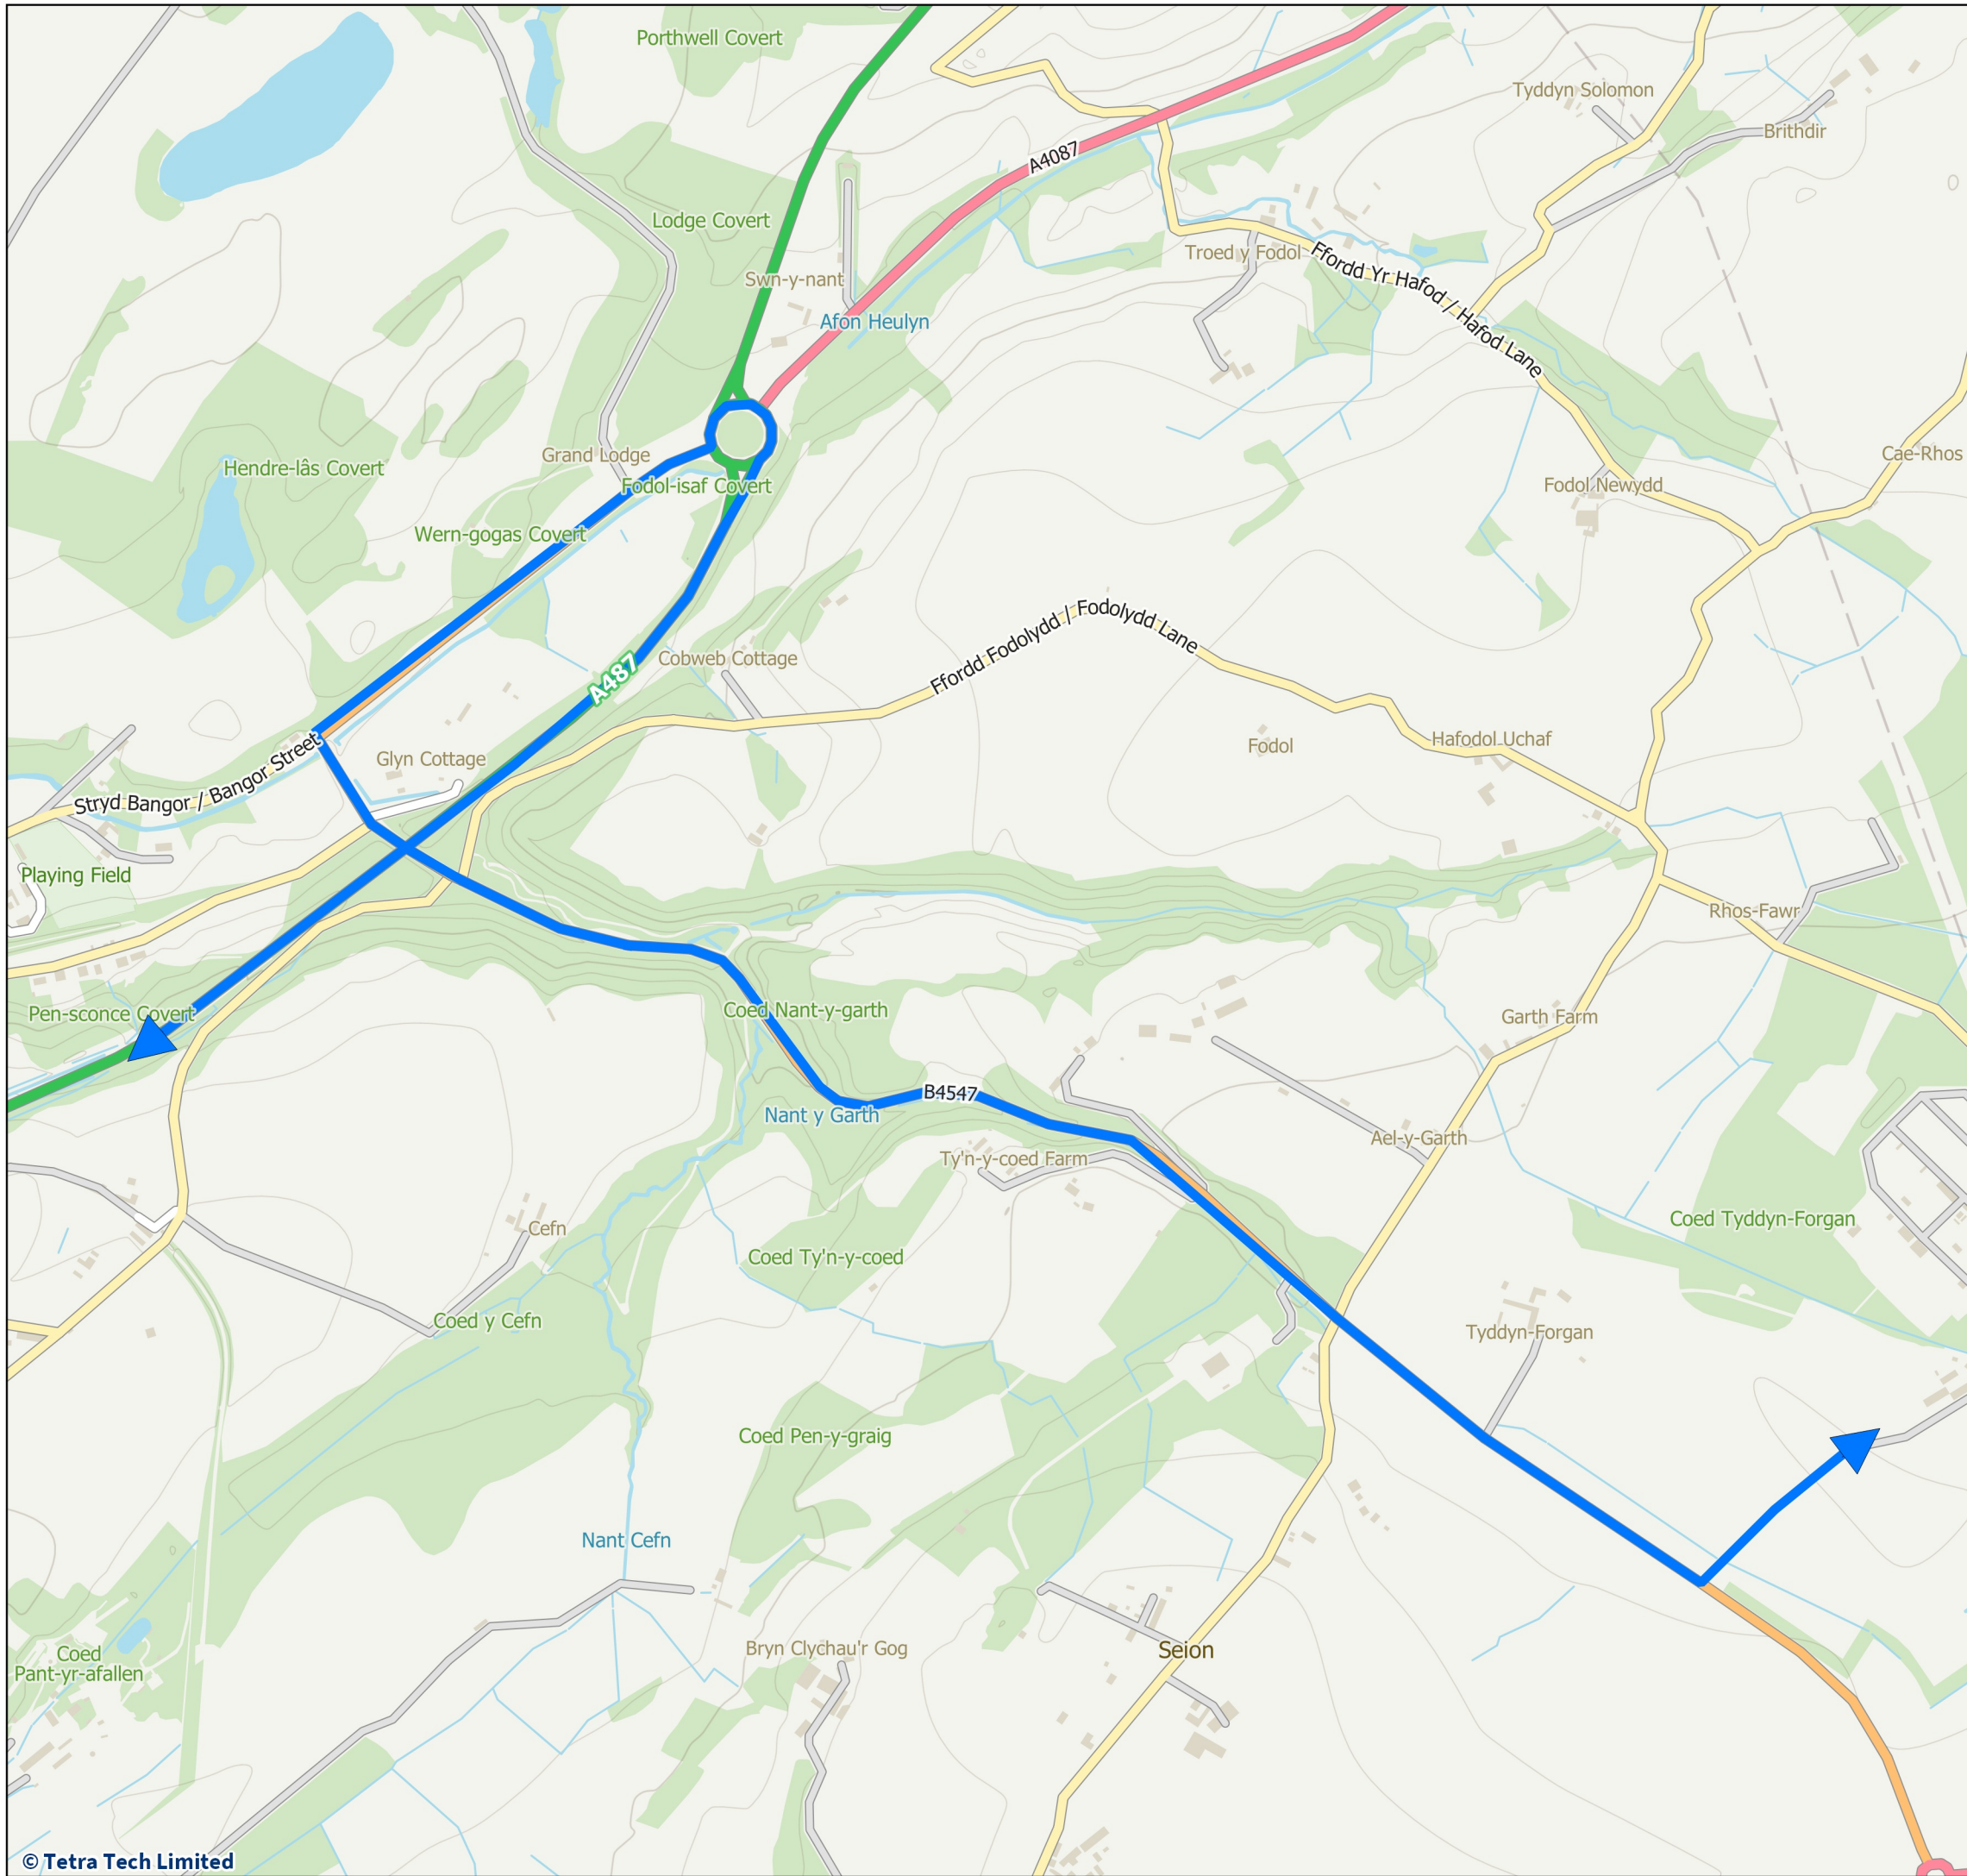 Porthwell Covert
Tyddyn Solomon
Brithdir
A4087
Lodge Covert
Troed y Fodol
Ffordd Yr Hafod / Hafod Lane
Swn-y-nant
Afon Heulyn
Grand Lodge
Hendre-lâs Covert
Fodol-isaf Covert
Cae-Rhos
Fodol Newydd
Wern-gogas Covert
Ffordd Fodolydd / Fodolydd Lane
Cobweb Cottage
A487
Fodol
Hafodol Uchaf
Glyn Cottage
Stryd Bangor / Bangor Street
Playing Field
Rhos-Fawr
Pen-sconce Covert
Coed Nant-y-garth
Garth Farm
B4547
Nant y Garth
Ael-y-Garth
Ty'n-y-coed Farm
Coed Tyddyn-Forgan
Cefn
Coed Ty'n-y-coed
Coed y Cefn
Tyddyn-Forgan
Coed Pen-y-graig
Nant Cefn
Bryn Clychau'r Gog
Seion
Coed
Pant-yr-afallen
© Tetra Tech Limited